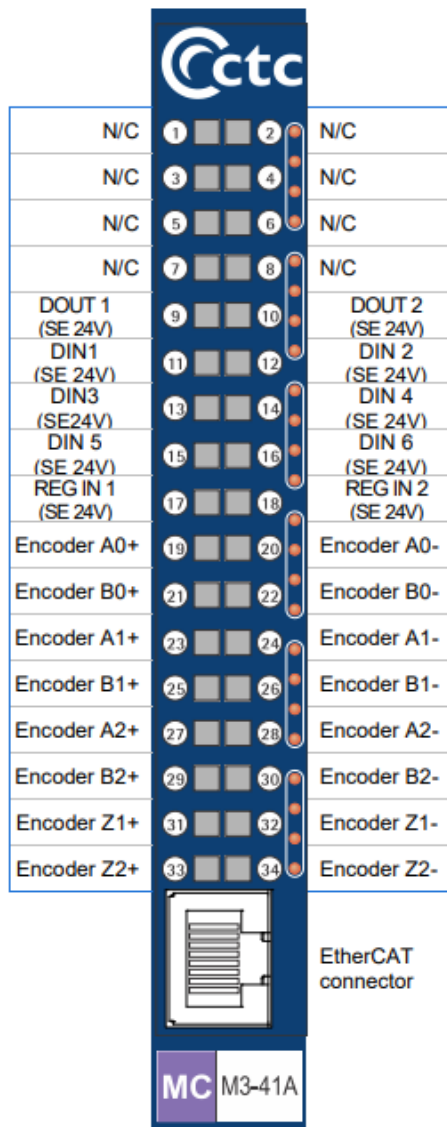 ctc
N/C 1 2 N/C
N/C 3 4 N/C
N/C 5 6 N/C
N/C 7 8 N/C
DOUT 1 DOUT 2
(SE 24V) 9 10 (SE 24V)
DIN1 DIN 2
(SE 24V) 11 12 (SE 24V)
DIN3 DIN 4
(SE24V) 13 14 (SE 24V)
DIN 5 DIN 6
(SE 24V) 15 16 (SE 24V)
REG IN 1 REG IN 2
(SE 24V) 17 18 (SE 24V)
Encoder A0+ 19 20 Encoder A0-
Encoder B0+ 21 22 Encoder B0-
Encoder A1+ 23 24 Encoder A1-
Encoder B1+ 25 26 Encoder B1-
Encoder A2+ 27 28 Encoder A2-
Encoder B2+ 29 30 Encoder B2-
Encoder Z1+ 31 32 Encoder Z1-
Encoder Z2+ 33 34 Encoder Z2-
EtherCAT
connector
MC M3-41A